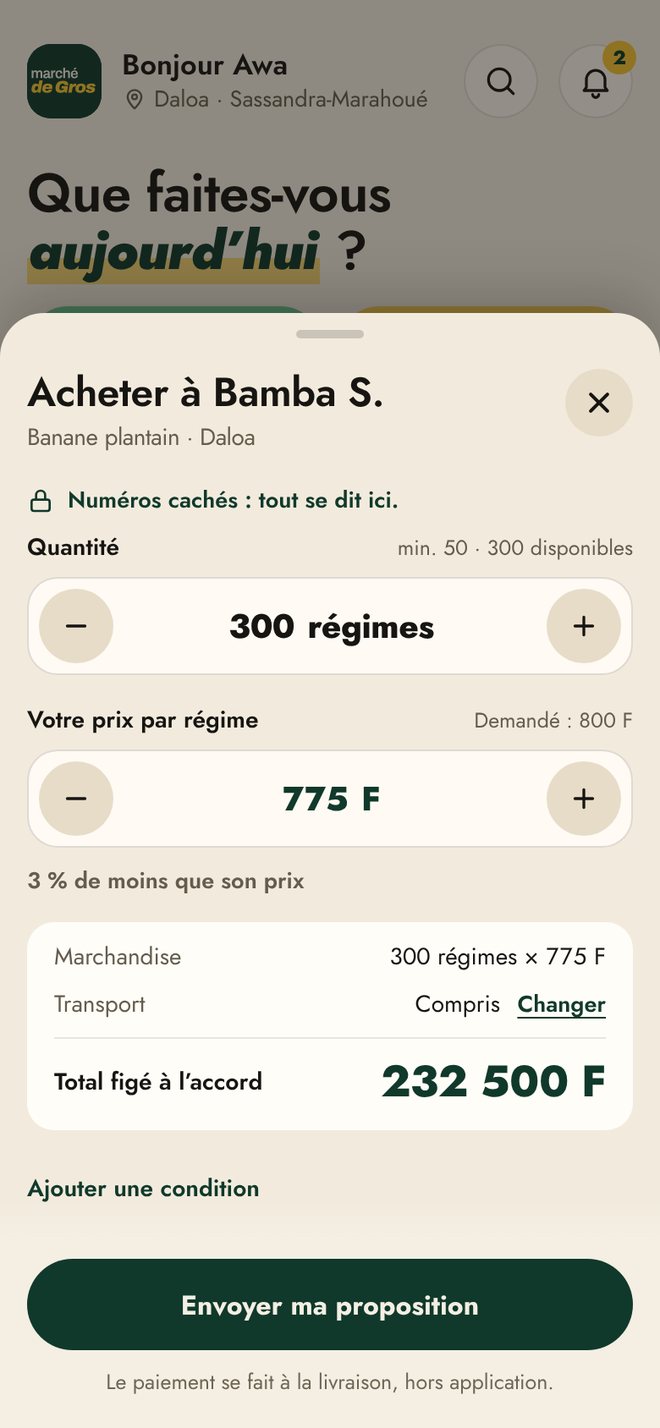 marché
de Gros
Bonjour Awa
Daloa · Sassandra-Marahoué
2
Que faites-vous
aujourd’hui ?
Acheter à Bamba S.
Banane plantain · Daloa
Numéros cachés : tout se dit ici.
Quantité min. 50 · 300 disponibles
− 300 régimes +
Votre prix par régime Demandé : 800 F
− 775 F +
3 % de moins que son prix
Marchandise 300 régimes × 775 F
Transport Compris Changer
Total figé à l’accord 232 500 F
Ajouter une condition
Envoyer ma proposition
Le paiement se fait à la livraison, hors application.